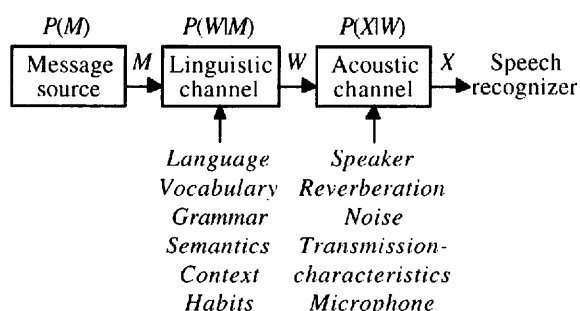 P(M) P(W|M) P(X|W)
Message source M Linguistic channel W Acoustic channel X Speech recognizer
Language
Vocabulary
Grammar
Semantics
Context
Habits
Speaker
Reverberation
Noise
Transmission-
characteristics
Microphone